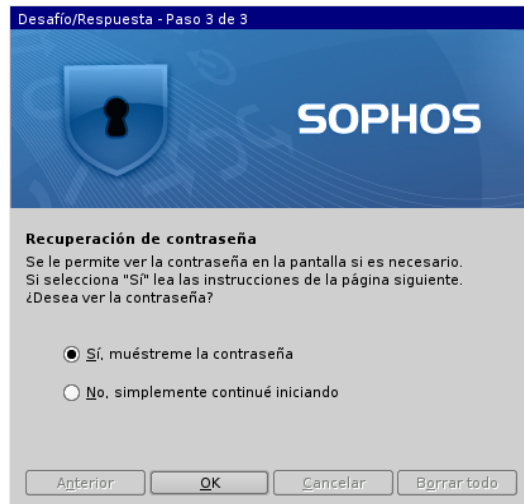 Desafío/Respuesta - Paso 3 de 3
SOPHOS
Recuperación de contraseña
Se le permite ver la contraseña en la pantalla si es necesario.
Si selecciona "Sí" lea las instrucciones de la página siguiente.
¿Desea ver la contraseña?
Sí, muéstreme la contraseña
No, simplemente continué iniciando
Anterior OK Cancelar Borrar todo